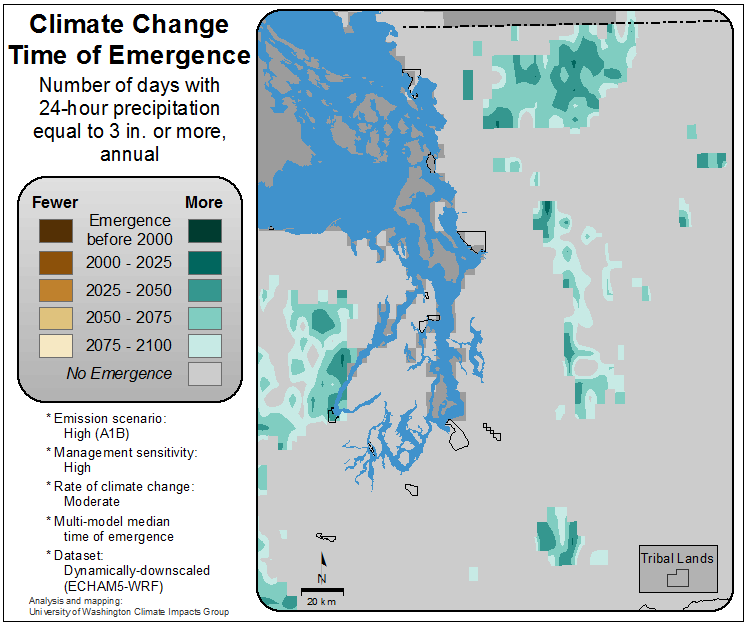 Climate Change
Time of Emergence
Number of days with
24-hour precipitation
equal to 3 in. or more,
annual
Fewer More
Emergence
before 2000
2000 - 2025
2025 - 2050
2050 - 2075
2075 - 2100
No Emergence
* Emission scenario:
High (A1B)
* Management sensitivity:
High
* Rate of climate change:
Moderate
* Multi-model median
time of emergence
* Dataset:
Dynamically-downscaled
(ECHAM5-WRF)
Analysis and mapping:
University of Washington Climate Impacts Group
N
20 km
Tribal Lands